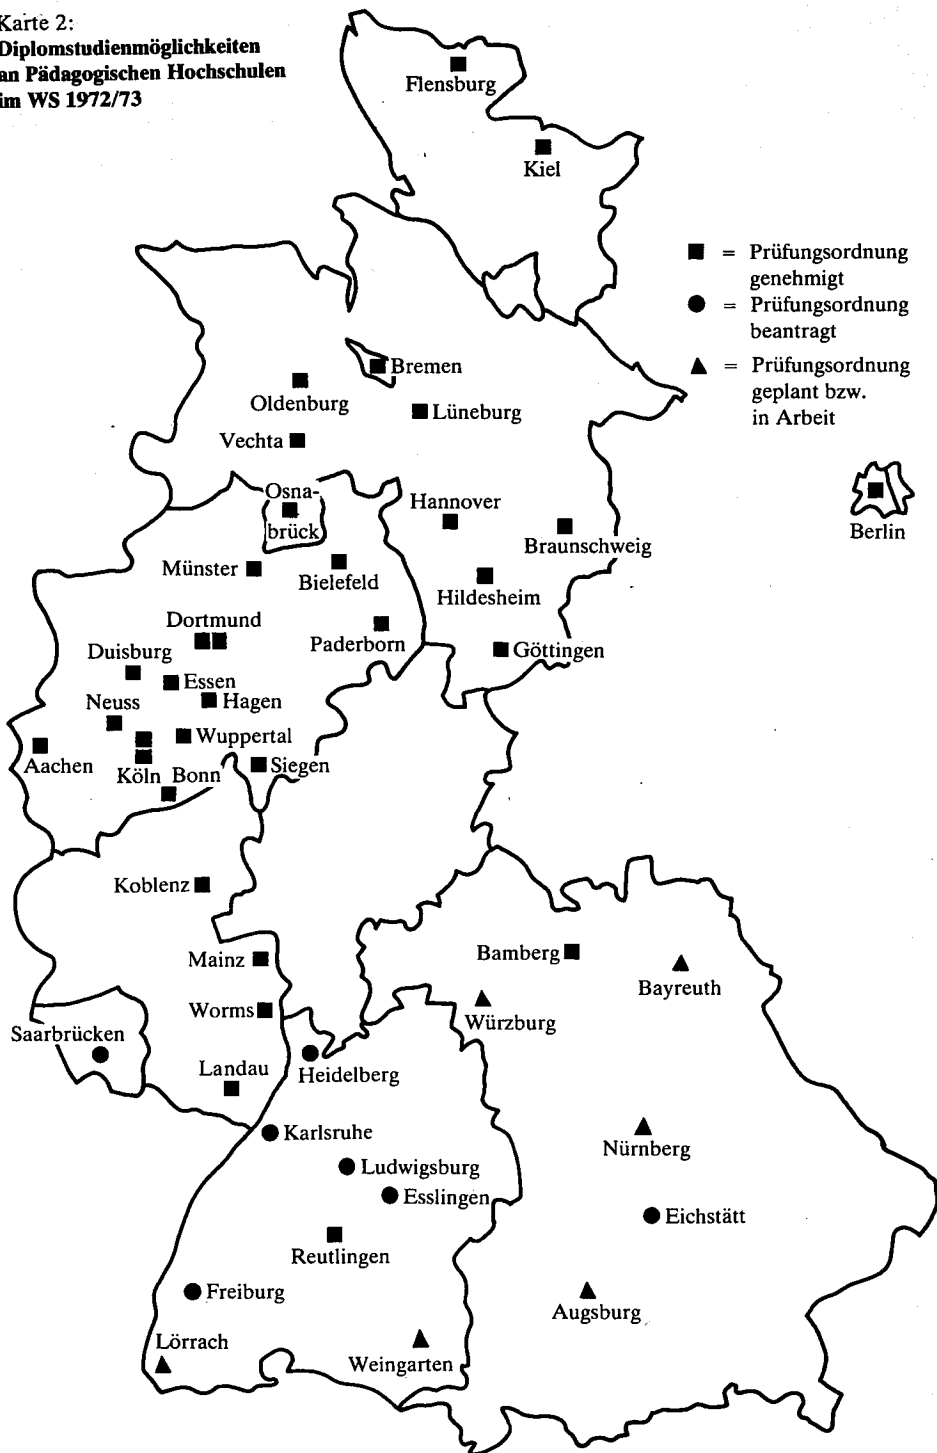 Karte 2:
Diplomstudienmöglichkeiten
an Pädagogischen Hochschulen
im WS 1972/73
Flensburg
Kiel
■ = Prüfungsordnung
genehmigt
● = Prüfungsordnung
beantragt
▲ = Prüfungsordnung
geplant bzw.
in Arbeit
Bremen
Oldenburg
Lüneburg
Vechta
Osna-
brück
Hannover
Braunschweig
Berlin
Münster
Bielefeld
Hildesheim
Dortmund
Paderborn
Göttingen
Duisburg
Essen
Hagen
Neuss
Wuppertal
Aachen
Köln
Bonn
Siegen
Koblenz
Mainz
Bamberg
Bayreuth
Worms
Würzburg
Saarbrücken
Landau
Heidelberg
Karlsruhe
Nürnberg
Ludwigsburg
Esslingen
Eichstätt
Reutlingen
Freiburg
Augsburg
Lörrach
Weingarten